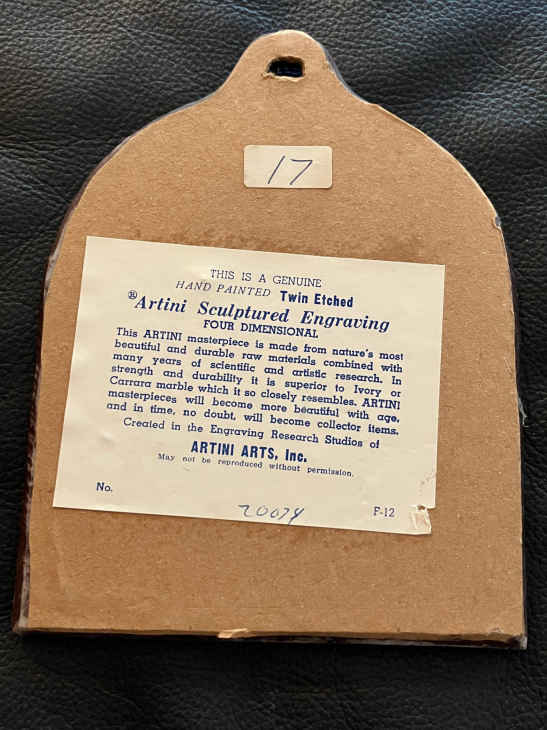 17
THIS IS A GENUINE
HAND PAINTED Twin Etched
®Artini Sculptured Engraving
FOUR DIMENSIONAL
This ARTINI masterpiece is made from nature's most
beautiful and durable raw materials combined with
many years of scientific and artistic research. In
strength and durability it is superior to Ivory or
Carrara marble which it so closely resembles. ARTINI
masterpieces will become more beautiful with age,
and in time, no doubt, will become collector items.
Created in the Engraving Research Studios of
ARTINI ARTS, Inc.
May not be reproduced without permission.
No.
20074
F-12